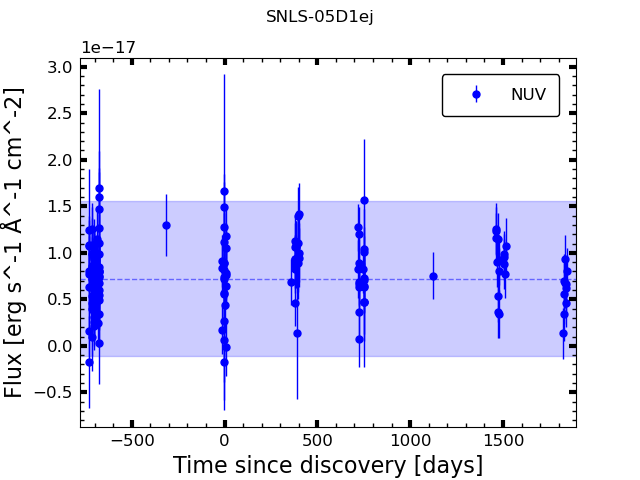 SNLS-05D1ej
1e−17
NUV
3.0
2.5
2.0
1.5
1.0
0.5
0.0
−0.5
Flux [erg s^-1 Å^-1 cm^-2]
−500 0 500 1000 1500
Time since discovery [days]